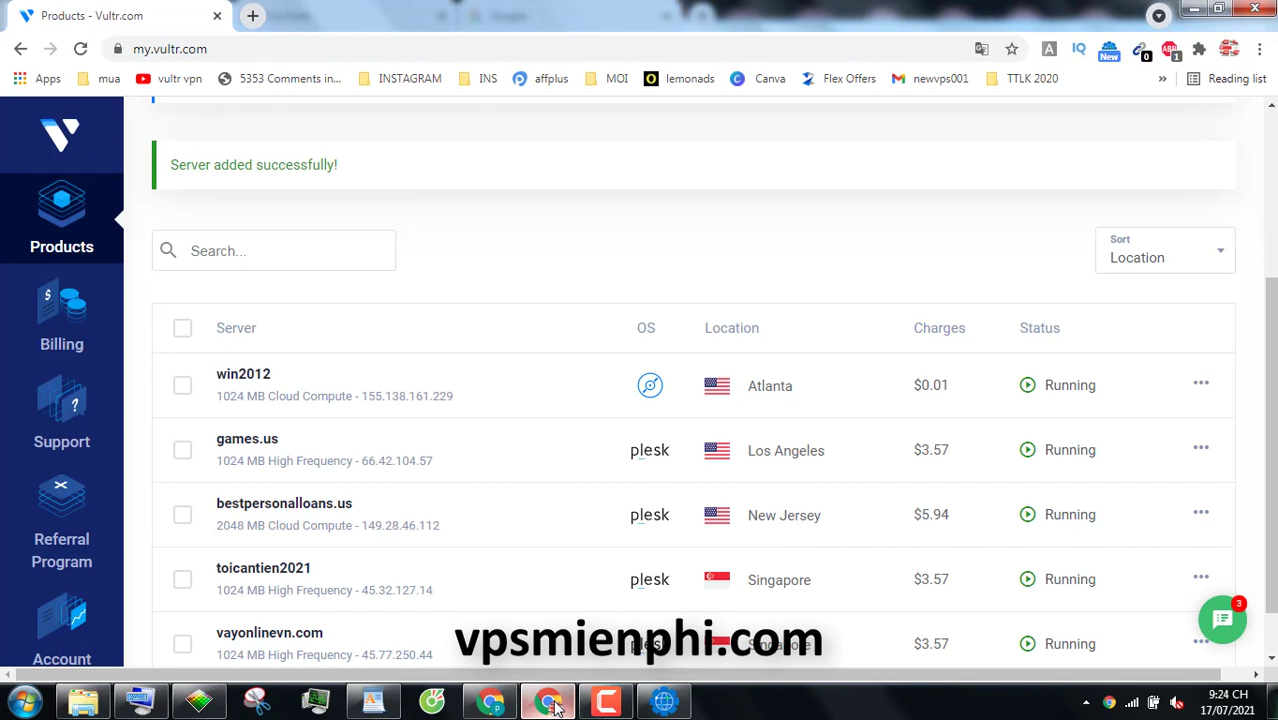 Products - Vultr.com
my.vultr.com
A
IQ
New
0
ABP
1
Apps
mua
vultr vpn
5353 Comments in...
INSTAGRAM
INS
affplus
MOI
lemonads
Canva
Flex Offers
newvps001
TTLK 2020
»
Reading list
Server added successfully!
Products
Billing
Support
Referral
Program
Account
Search...
Sort
Location
Server
OS
Location
Charges
Status
win2012
1024 MB Cloud Compute - 155.138.161.229
Atlanta
$0.01
Running
games.us
1024 MB High Frequency - 66.42.104.57
plesk
Los Angeles
$3.57
Running
bestpersonalloans.us
2048 MB Cloud Compute - 149.28.46.112
plesk
New Jersey
$5.94
Running
toicantien2021
1024 MB High Frequency - 45.32.127.14
plesk
Singapore
$3.57
Running
vayonlinevn.com
1024 MB High Frequency - 45.77.250.44
$3.57
Running
3
vpsmienphi.com
9:24 CH
17/07/2021